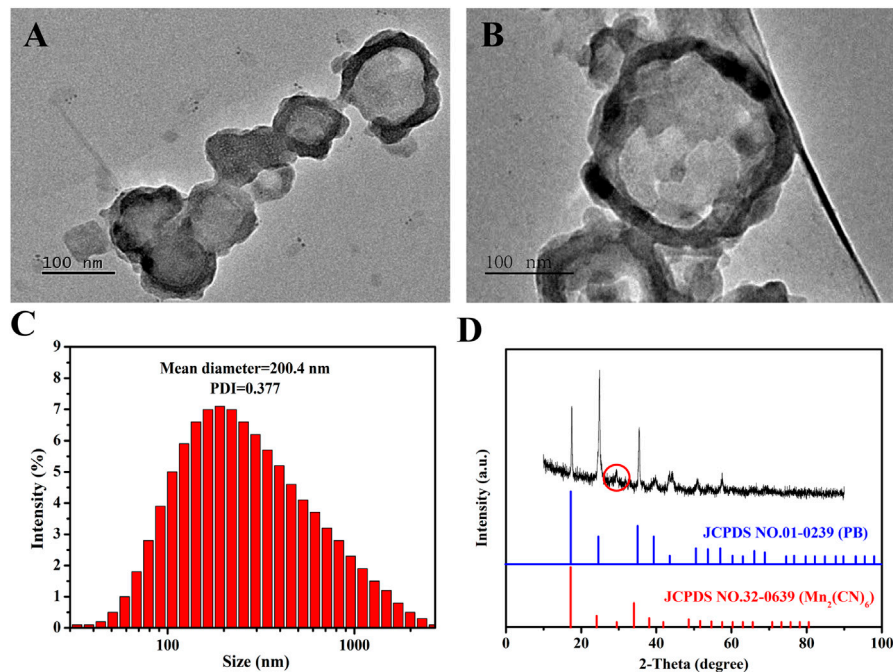 A
100 nm
B
100 nm
C
Mean diameter=200.4 nm
PDI=0.377
9
8
7
6
5
4
3
2
1
0
Intensity (%)
100
1000
Size (nm)
D
Intensity (a.u.)
JCPDS NO.01-0239 (PB)
JCPDS NO.32-0639 (Mn₂(CN)₆)
0
20
40
60
80
100
2-Theta (degree)